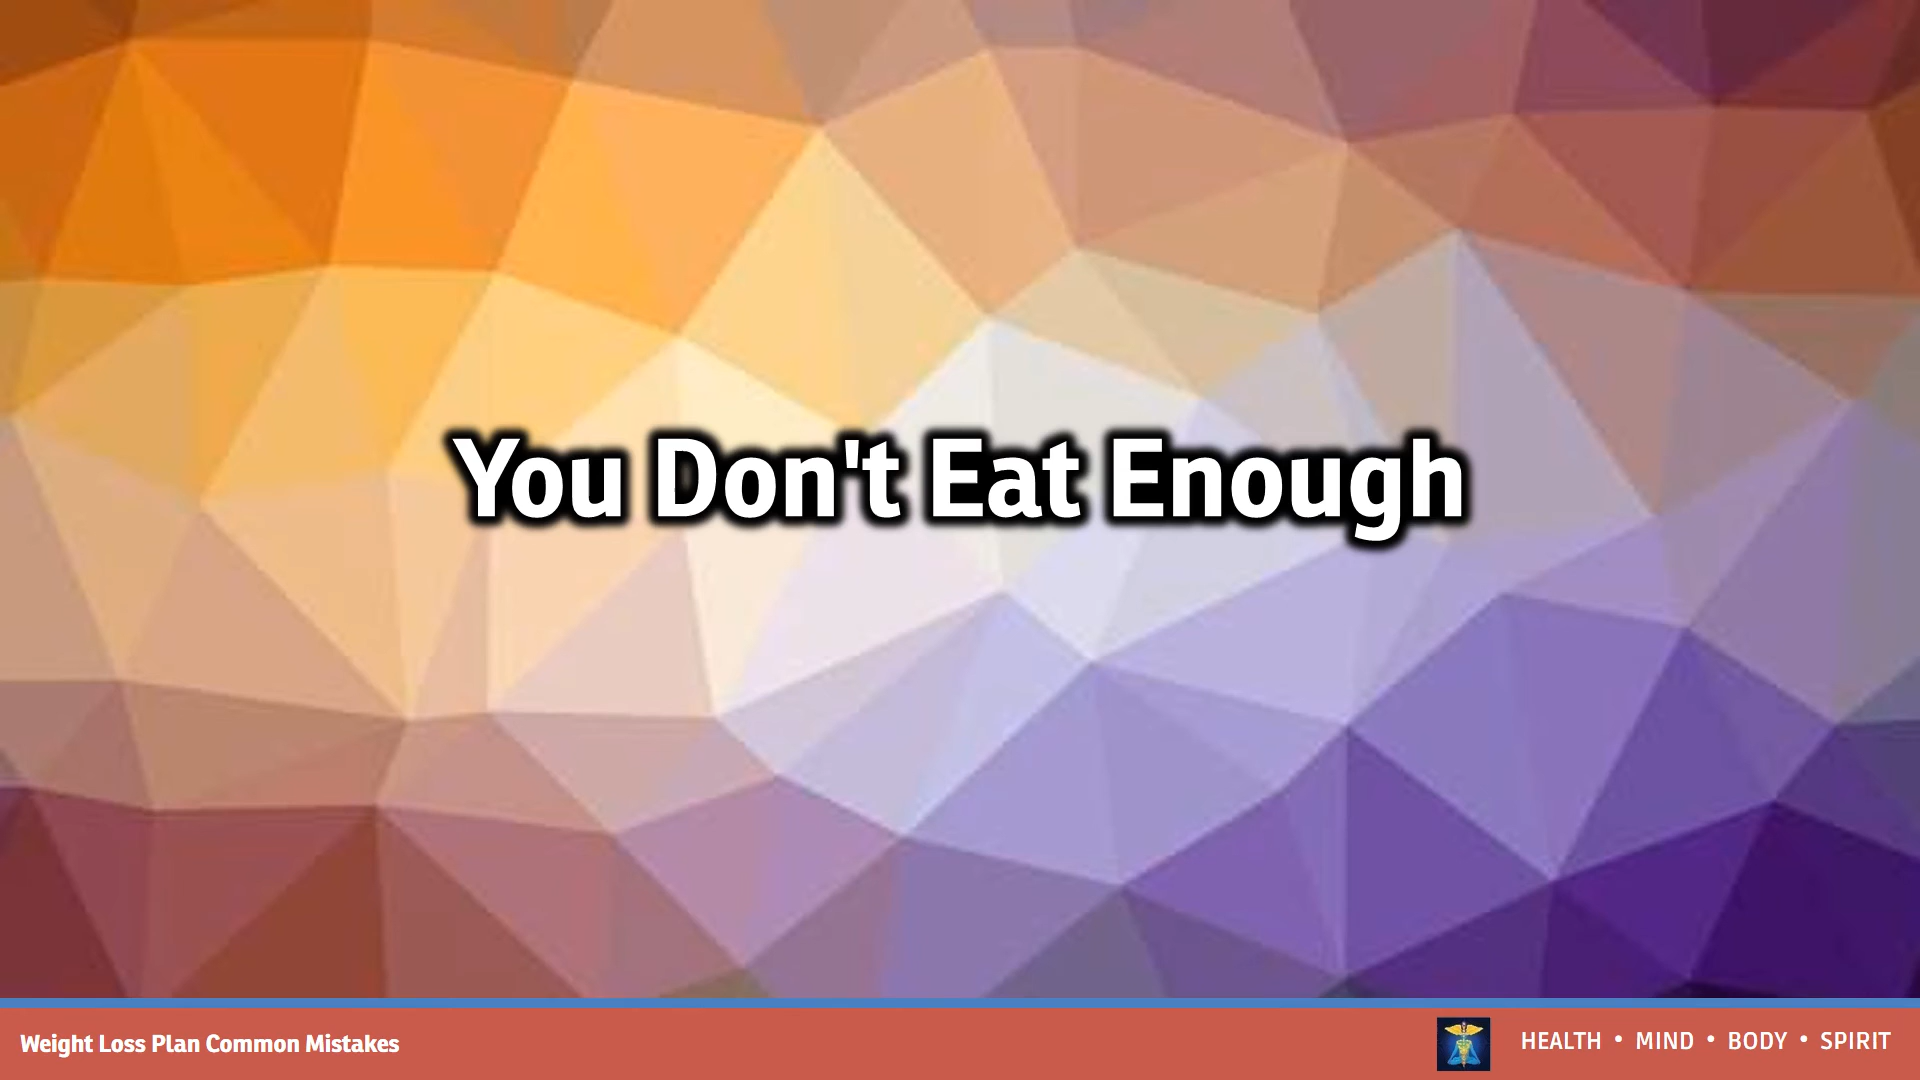 You Don't Eat Enough
Weight Loss Plan Common Mistakes
HEALTH • MIND • BODY • SPIRIT